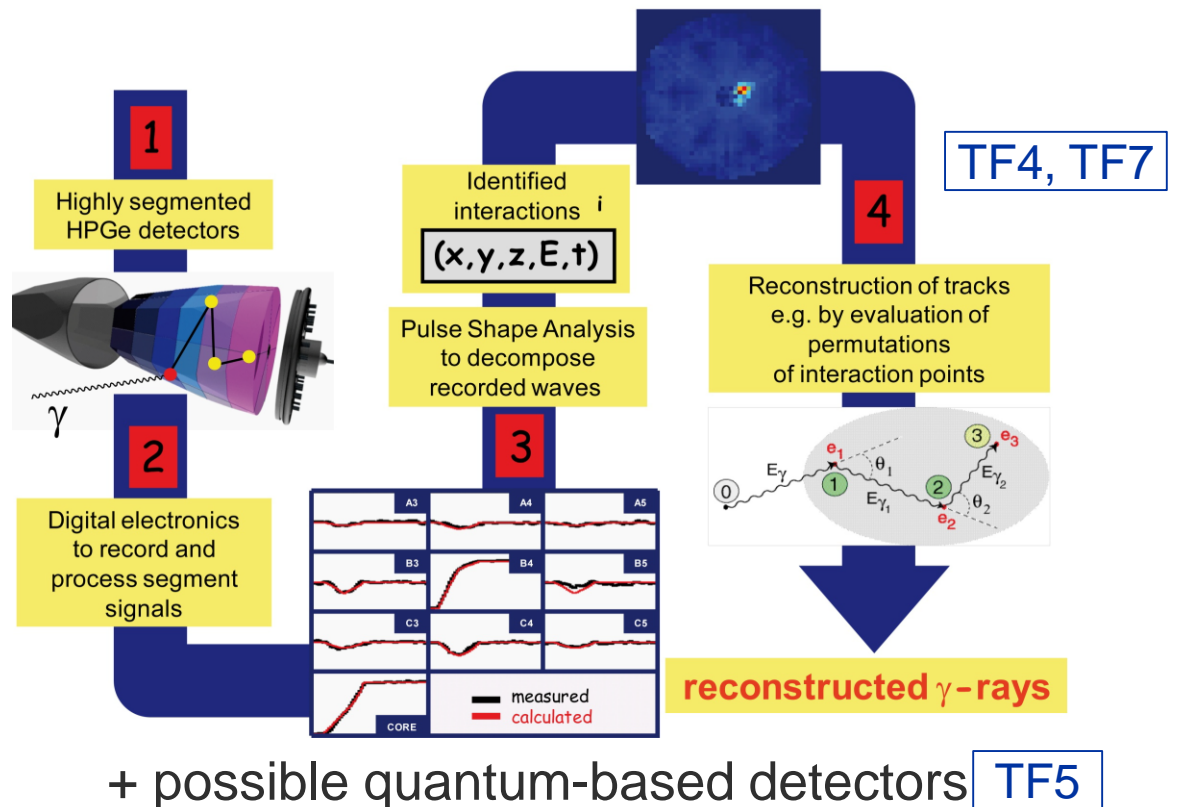 1
Highly segmented
HPGe detectors
γ
2
Digital electronics
to record and
process segment
signals
3
A3
A4
A5
B3
B4
B5
C3
C4
C5
CORE
measured
calculated
Pulse Shape Analysis
to decompose
recorded waves
Identified
interactions i
(x,y,z,E,t)
TF4, TF7
4
Reconstruction of tracks
e.g. by evaluation of
permutations
of interaction points
0
Eγ
e1
1
θ1
Eγ1
2
e2
θ2
Eγ2
3
e3
reconstructed γ-rays
+ possible quantum-based detectors TF5